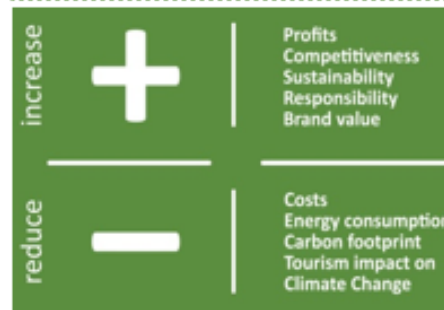 increase
Profits
Competitiveness
Sustainability
Responsibility
Brand value
reduce
Costs
Energy consumption
Carbon footprint
Tourism impact on
Climate Change